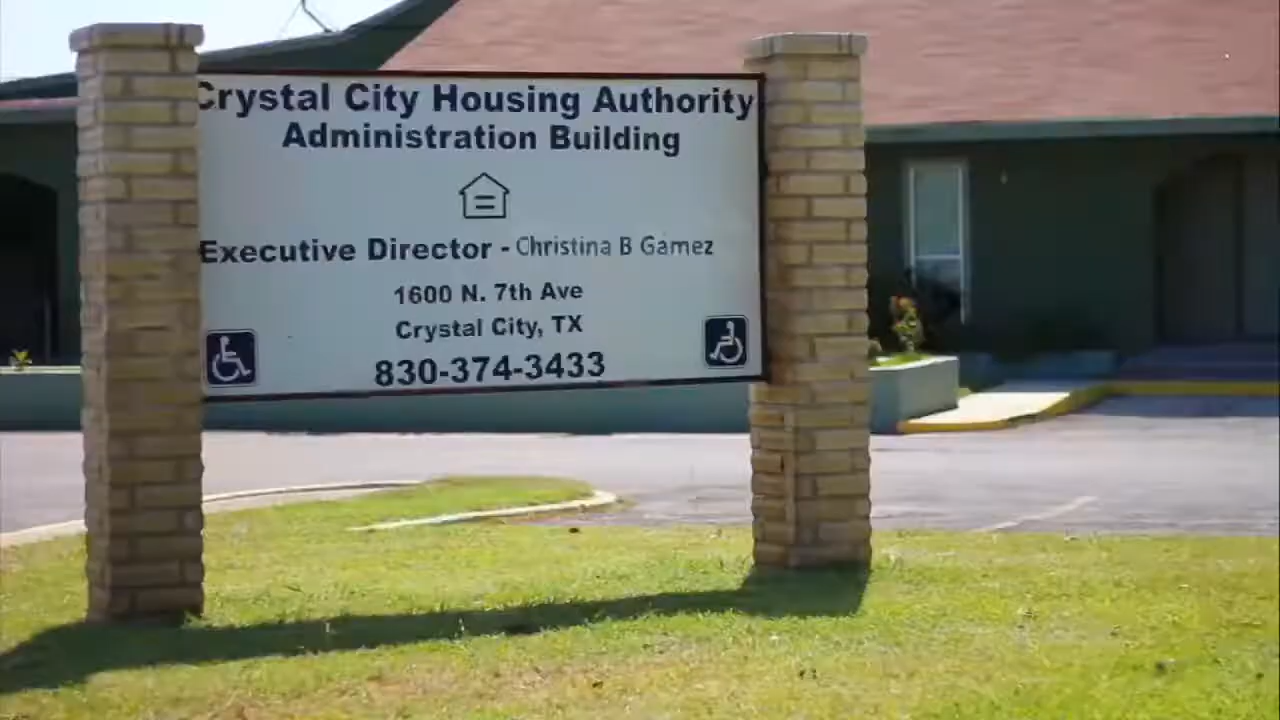 Crystal City Housing Authority
Administration Building
Executive Director - Christina B Gamez
1600 N. 7th Ave
Crystal City, TX
830-374-3433